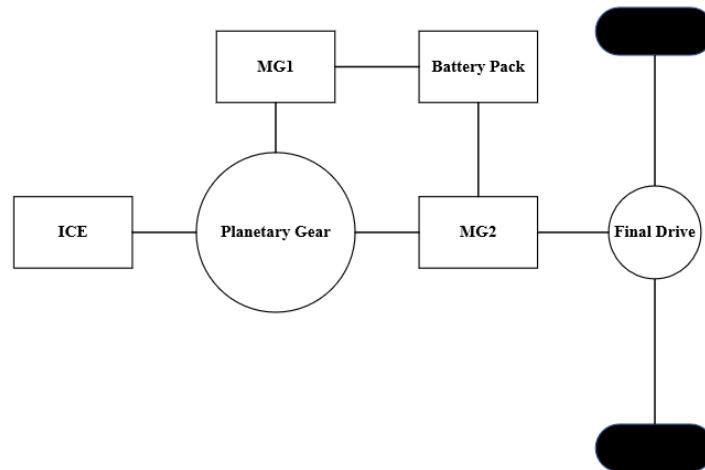 MG1
Battery Pack
ICE
Planetary Gear
MG2
Final Drive